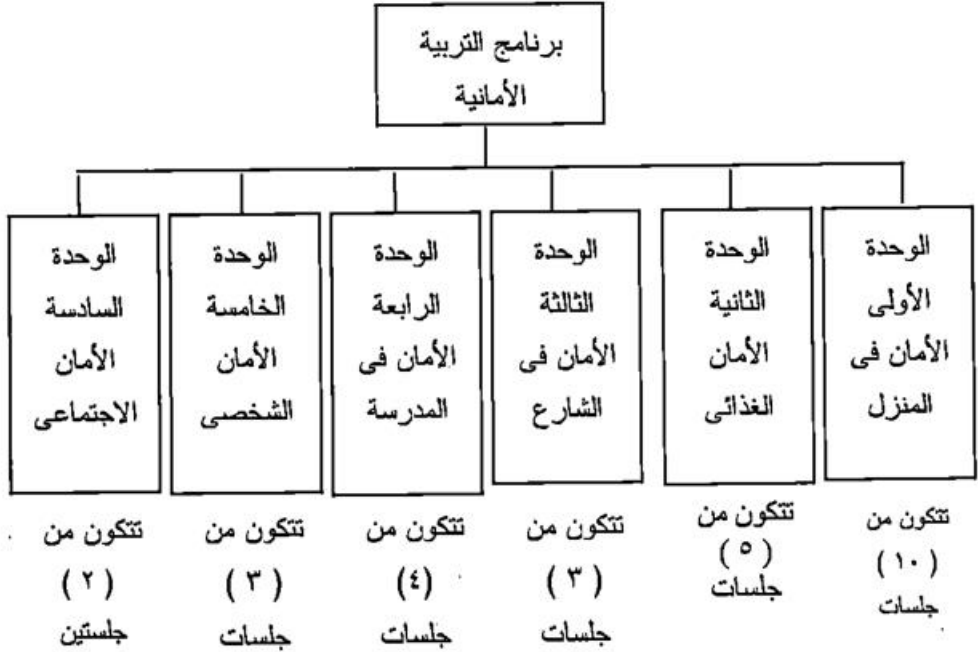 برنامج التربية
الأمانية
الوحدة
الأولى
الأمان فى
المنزل
تتكون من
(١٠)
جلسات
الوحدة
الثانية
الأمان
الغذائى
تتكون من
(٥)
جلسات
الوحدة
الثالثة
الأمان فى
الشارع
تتكون من
(٣)
جلسات
الوحدة
الرابعة
الأمان فى
المدرسة
تتكون من
(٤)
جلسات
الوحدة
الخامسة
الأمان
الشخصى
تتكون من
(٣)
جلسات
الوحدة
السادسة
الأمان
الاجتماعى
تتكون من
(٢)
جلستين